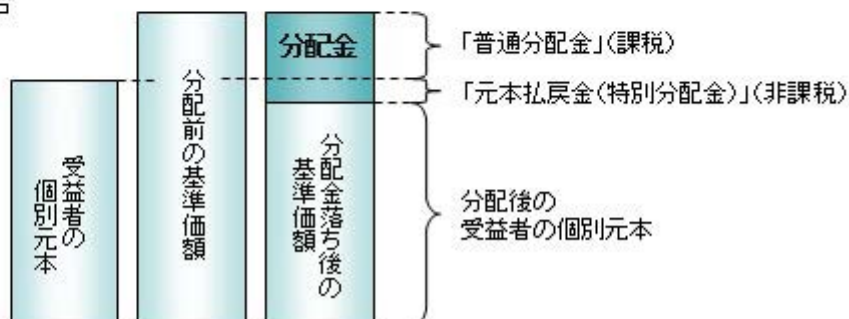 受益者の
個別元本
分配前の基準価額
分配金
分配金落ち後の
基準価額
「普通分配金」(課税)
「元本払戻金(特別分配金)」(非課税)
分配後の
受益者の個別元本